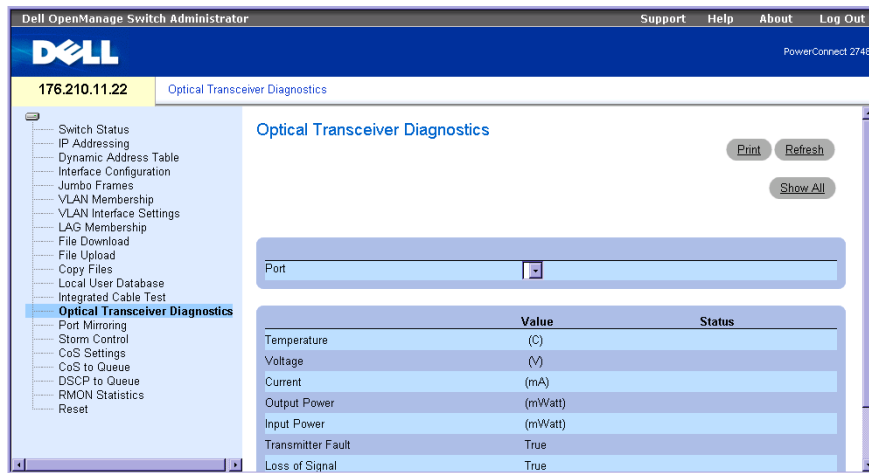 Dell OpenManage Switch Administrator
Support Help About Log Out
DELL
PowerConnect 2748
176.210.11.22
Optical Transceiver Diagnostics
Switch Status
IP Addressing
Dynamic Address Table
Interface Configuration
Jumbo Frames
VLAN Membership
VLAN Interface Settings
LAG Membership
File Download
File Upload
Copy Files
Local User Database
Integrated Cable Test
Optical Transceiver Diagnostics
Port Mirroring
Storm Control
CoS Settings
CoS to Queue
DSCP to Queue
RMON Statistics
Reset
Optical Transceiver Diagnostics
Print Refresh
Show All
Port
Value Status
Temperature (C)
Voltage (V)
Current (mA)
Output Power (mWatt)
Input Power (mWatt)
Transmitter Fault True
Loss of Signal True